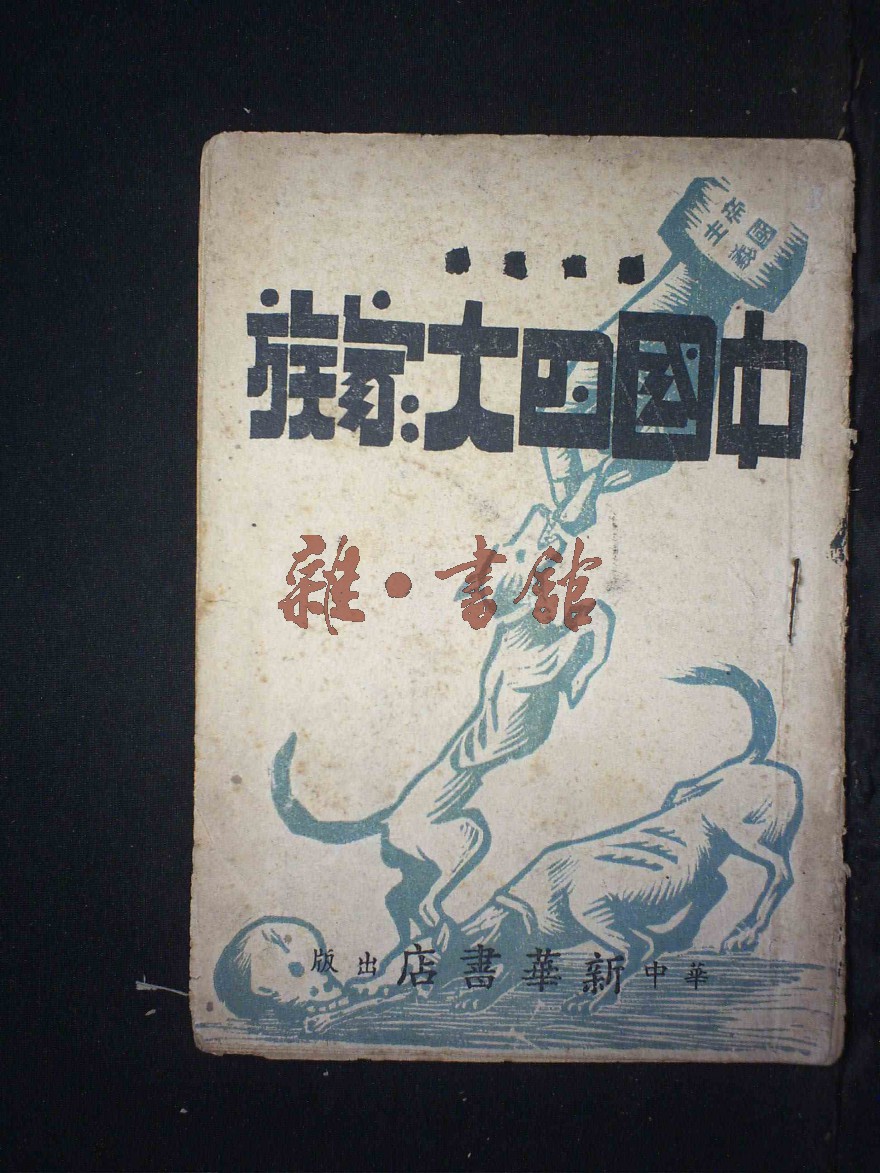 帝國主義
中國四大家族
雜·書館
華中新華書店出版